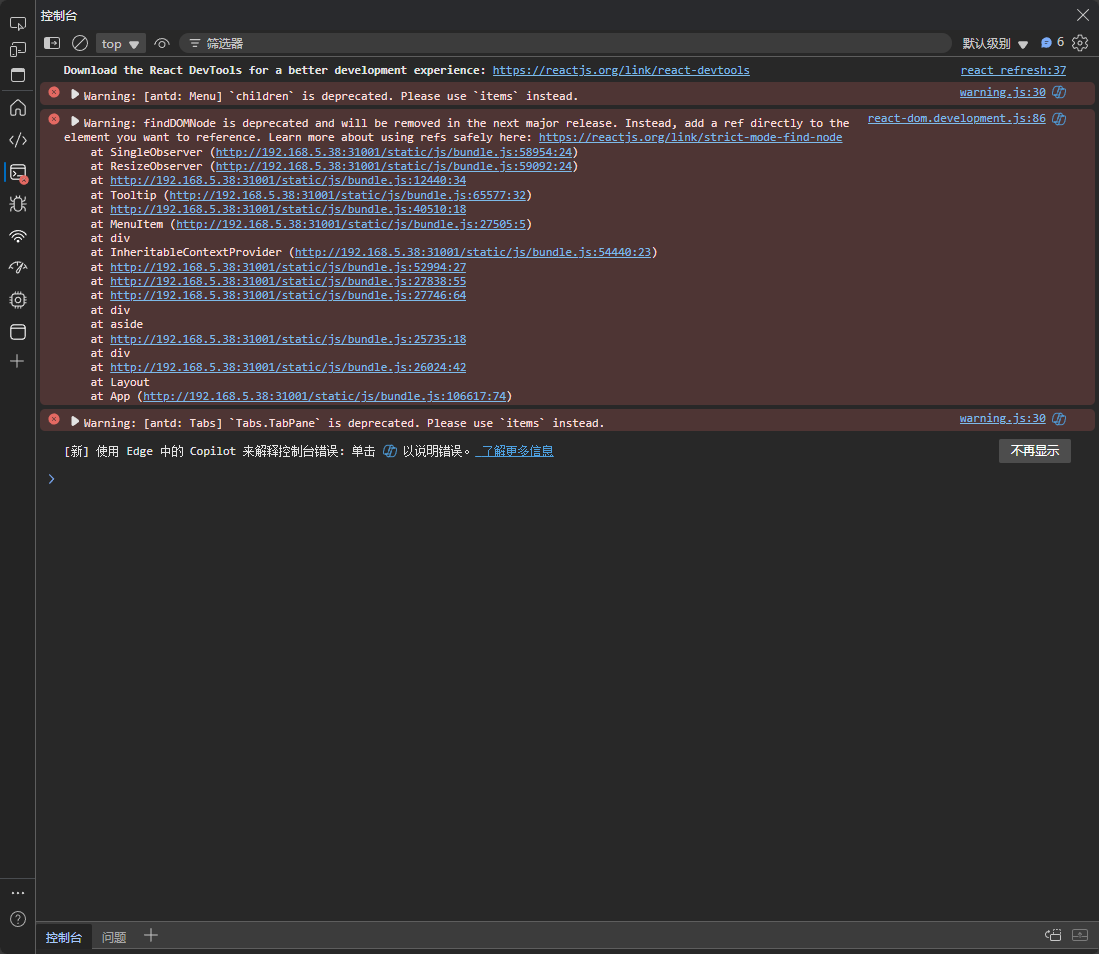 控制台
top
筛选器
默认级别
6
Download the React DevTools for a better development experience: https://reactjs.org/link/react-devtools
react refresh:37
Warning: [antd: Menu] `children` is deprecated. Please use `items` instead.
warning.js:30
Warning: findDOMNode is deprecated and will be removed in the next major release. Instead, add a ref directly to the
react-dom.development.js:86
element you want to reference. Learn more about using refs safely here: https://reactjs.org/link/strict-mode-find-node
at SingleObserver (http://192.168.5.38:31001/static/js/bundle.js:58954:24)
at ResizeObserver (http://192.168.5.38:31001/static/js/bundle.js:59092:24)
at http://192.168.5.38:31001/static/js/bundle.js:12440:34
at Tooltip (http://192.168.5.38:31001/static/js/bundle.js:65577:32)
at http://192.168.5.38:31001/static/js/bundle.js:40510:18
at MenuItem (http://192.168.5.38:31001/static/js/bundle.js:27505:5)
at div
at InheritableContextProvider (http://192.168.5.38:31001/static/js/bundle.js:54440:23)
at http://192.168.5.38:31001/static/js/bundle.js:52994:27
at http://192.168.5.38:31001/static/js/bundle.js:27838:55
at http://192.168.5.38:31001/static/js/bundle.js:27746:64
at div
at aside
at http://192.168.5.38:31001/static/js/bundle.js:25735:18
at div
at http://192.168.5.38:31001/static/js/bundle.js:26024:42
at Layout
at App (http://192.168.5.38:31001/static/js/bundle.js:106617:74)
Warning: [antd: Tabs] `Tabs.TabPane` is deprecated. Please use `items` instead.
warning.js:30
[新] 使用 Edge 中的 Copilot 来解释控制台错误: 单击 以说明错误。 了解更多信息
不再显示
控制台
问题